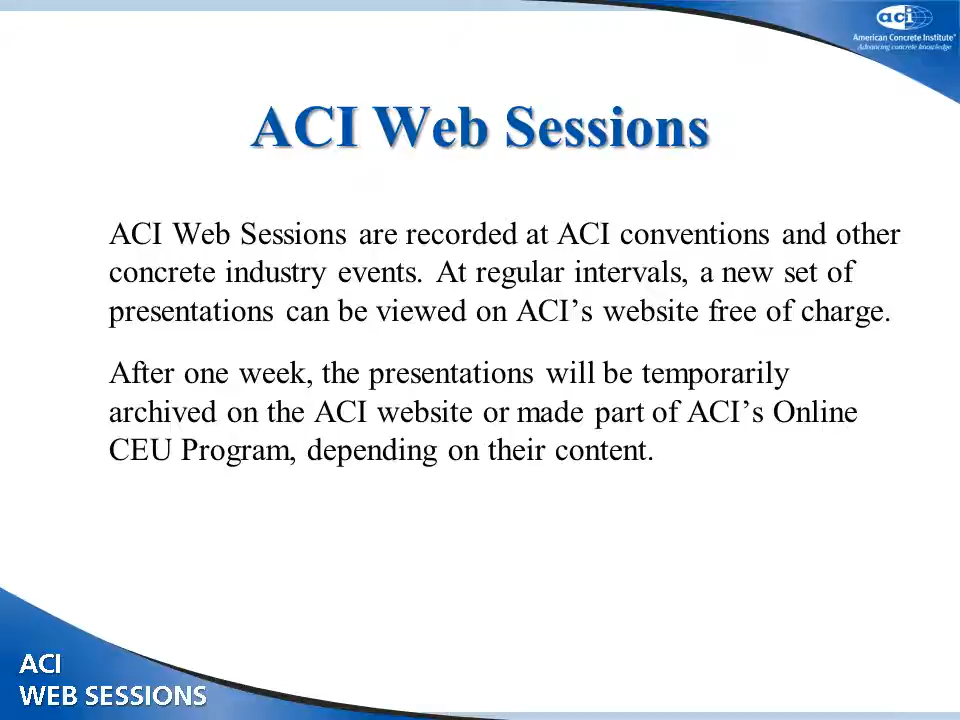 aci
American Concrete Institute®
Advancing concrete knowledge
ACI Web Sessions
ACI Web Sessions are recorded at ACI conventions and other
concrete industry events. At regular intervals, a new set of
presentations can be viewed on ACI’s website free of charge.
After one week, the presentations will be temporarily
archived on the ACI website or made part of ACI’s Online
CEU Program, depending on their content.
ACI
WEB SESSIONS